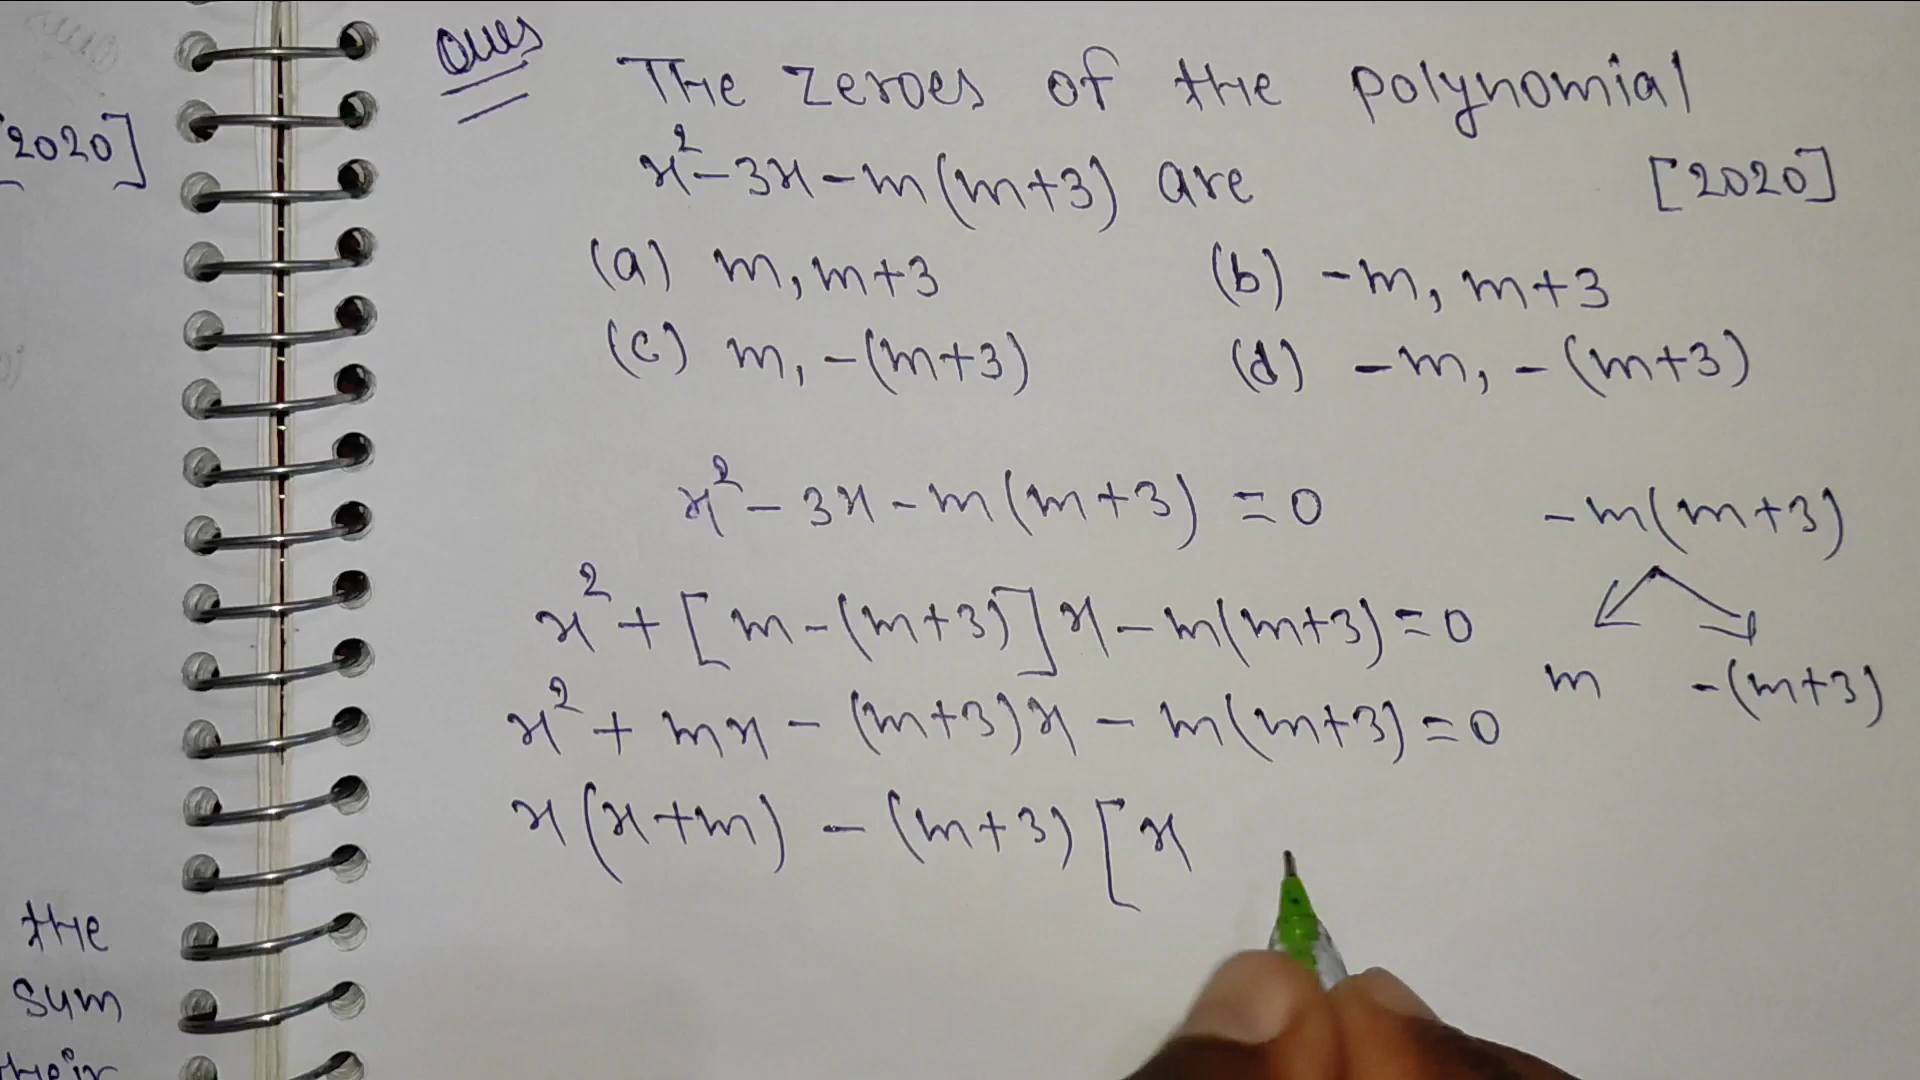 [2020]
the
sum
their
Ques
The zeroes of the polynomial
x²-3x-m(m+3) are [2020]
(a) m, m+3 (b) -m, m+3
(c) m, -(m+3) (d) -m, -(m+3)
x²-3x-m(m+3) = 0
x²+[m-(m+3)]x-m(m+3)=0
x²+mx-(m+3)x-m(m+3)=0
x(x+m)-(m+3)[x
-m(m+3)
m -(m+3)